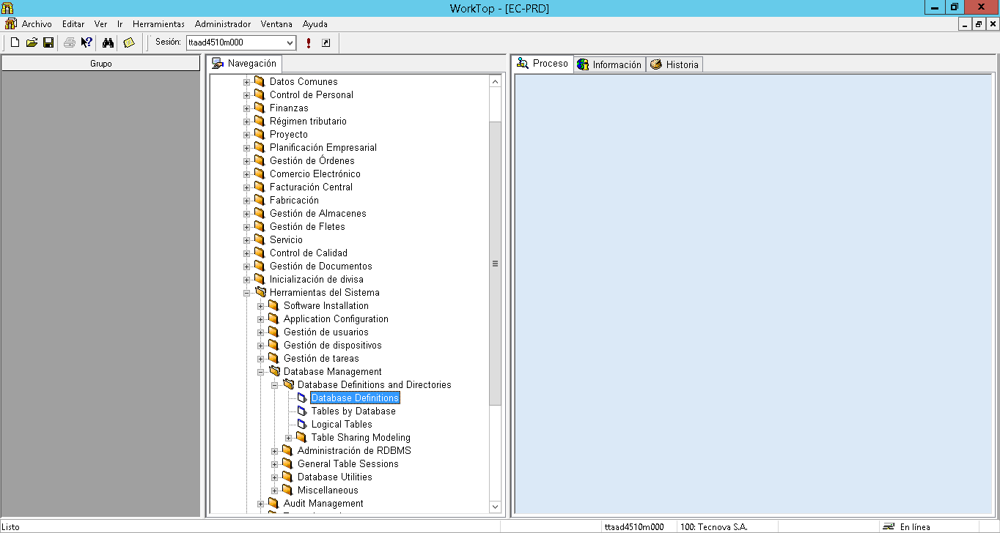 WorkTop - [EC-PRD]
Archivo Editar Ver Ir Herramientas Administrador Ventana Ayuda
Sesión: ttaad4510m000
Grupo
Navegación
Datos Comunes
Control de Personal
Finanzas
Régimen tributario
Proyecto
Planificación Empresarial
Gestión de Órdenes
Comercio Electrónico
Facturación Central
Fabricación
Gestión de Almacenes
Gestión de Fletes
Servicio
Control de Calidad
Gestión de Documentos
Inicialización de divisa
Herramientas del Sistema
Software Installation
Application Configuration
Gestión de usuarios
Gestión de dispositivos
Gestión de tareas
Database Management
Database Definitions and Directories
Database Definitions
Tables by Database
Logical Tables
Table Sharing Modeling
Administración de RDBMS
General Table Sessions
Database Utilities
Miscellaneous
Audit Management
Proceso Información Historia
Listo ttaad4510m000 100: Tecnova S.A. En línea